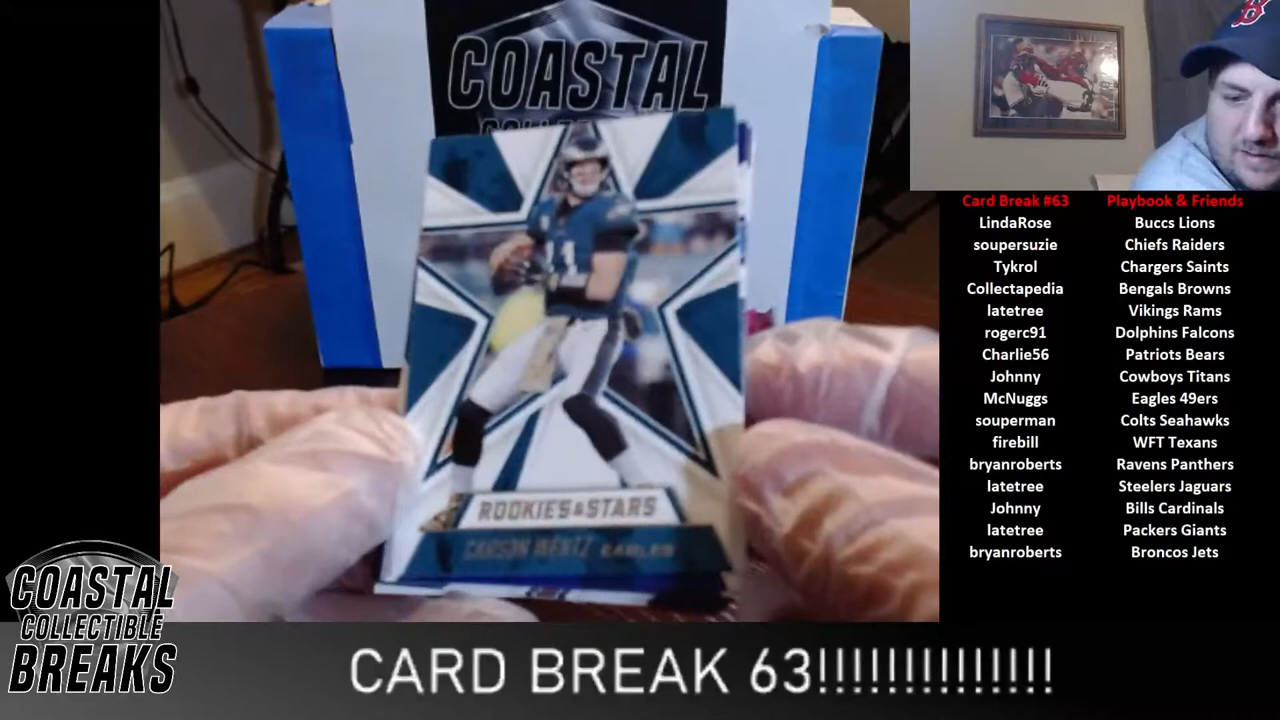 COASTAL
11
ROOKIES & STARS
CARSON WENTZ EAGLES
B
Card Break #63 Playbook & Friends
LindaRose Buccs Lions
soupersuzie Chiefs Raiders
Tykrol Chargers Saints
Collectapedia Bengals Browns
latetree Vikings Rams
rogerc91 Dolphins Falcons
Charlie56 Patriots Bears
Johnny Cowboys Titans
McNuggs Eagles 49ers
souperman Colts Seahawks
firebill WFT Texans
bryanroberts Ravens Panthers
latetree Steelers Jaguars
Johnny Bills Cardinals
latetree Packers Giants
bryanroberts Broncos Jets
COASTAL
COLLECTIBLE
BREAKS
CARD BREAK 63!!!!!!!!!!!!!!